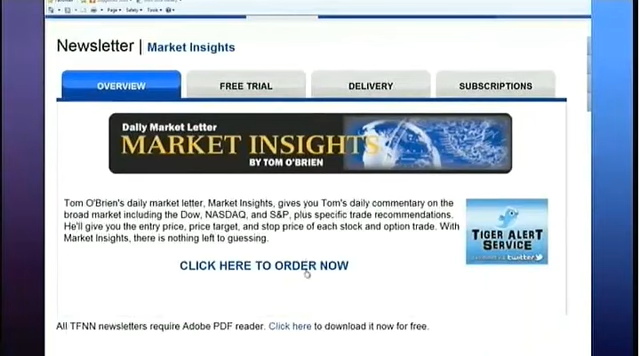 Page Safety Tools
Newsletter | Market Insights
OVERVIEW FREE TRIAL DELIVERY SUBSCRIPTIONS
Daily Market Letter
MARKET INSIGHTS
BY TOM O'BRIEN
Tom O'Brien's daily market letter, Market Insights, gives you Tom's daily commentary on the
broad market including the Dow, NASDAQ, and S&P, plus specific trade recommendations.
He'll give you the entry price, price target, and stop price of each stock and option trade. With
Market Insights, there is nothing left to guessing.
TIGER ALERT
SERVICE
twitter
CLICK HERE TO ORDER NOW
All TFNN newsletters require Adobe PDF reader. Click here to download it now for free.